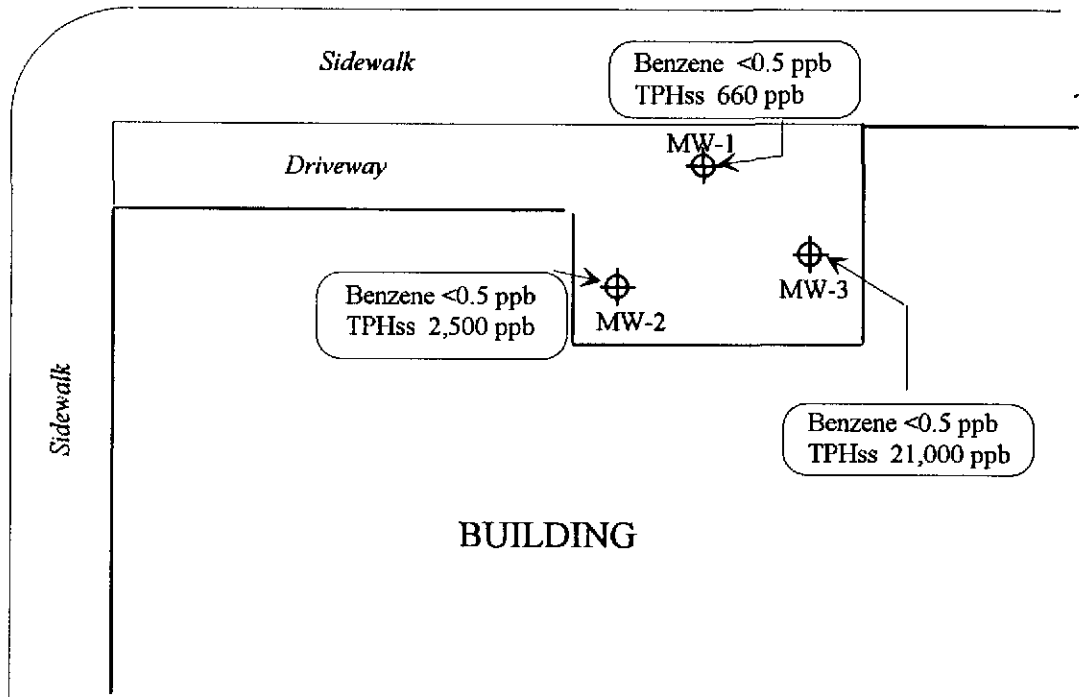 Sidewalk
Benzene <0.5 ppb
TPHss 660 ppb
MW-1
Driveway
Benzene <0.5 ppb
TPHss 2,500 ppb
MW-2
MW-3
Sidewalk
Benzene <0.5 ppb
TPHss 21,000 ppb
BUILDING